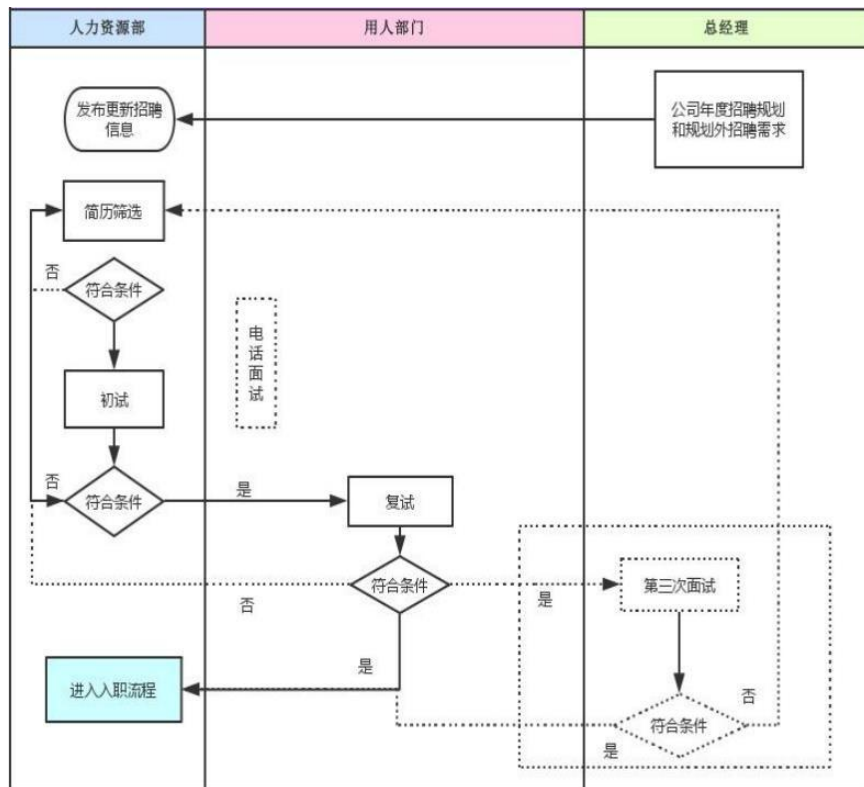 人力资源部
用人部门
总经理
发布更新招聘
信息
公司年度招聘规划
和规划外招聘需求
简历筛选
否
符合条件
电
话
面
试
初试
否
符合条件
是
复试
符合条件
否
是
第三次面试
是
进入入职流程
否
符合条件
是